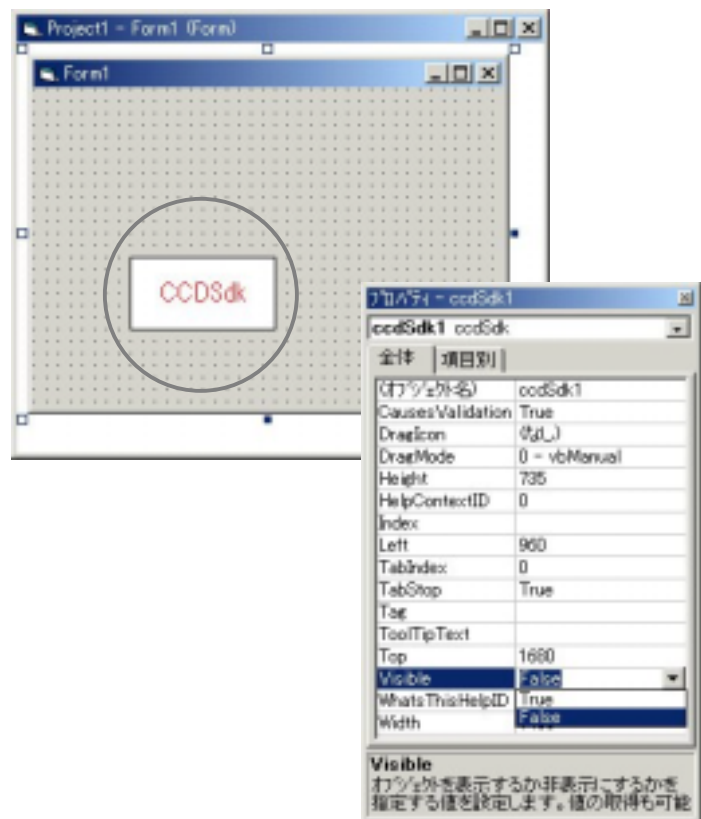 Project1 - Form1 (Form)
Form1
CCDSdk
ﾌﾟﾛﾊﾟﾃｨ - ccdSdk1
ccdSdk1 ccdSdk
全体 項目別
(ｵﾌﾞｼﾞｪｸﾄ名) ccdSdk1
CausesValidation True
DragIcon (なし)
DragMode 0 - vbManual
Height 735
HelpContextID 0
Index
Left 960
TabIndex 0
TabStop True
Tag
ToolTipText
Top 1680
Visible False
WhatsThisHelpID True
Width False
Visible
ｵﾌﾞｼﾞｪｸﾄを表示するか非表示にするかを
指定する値を設定します。値の取得も可能